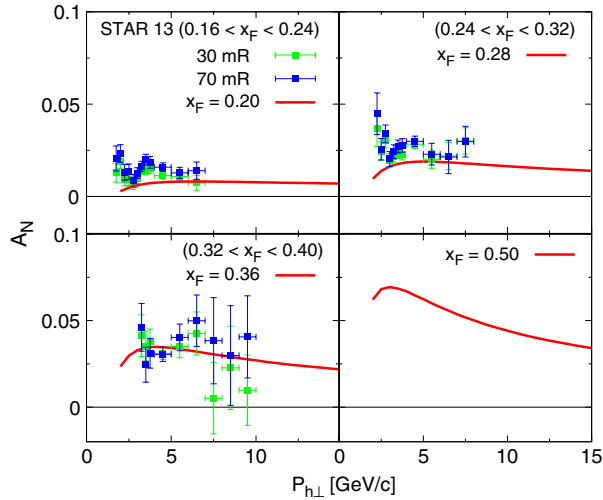 STAR 13 (0.16 < x_F < 0.24)
30 mR
70 mR
x_F = 0.20
(0.24 < x_F < 0.32)
x_F = 0.28
0.1
0.05
0
A_N
(0.32 < x_F < 0.40)
x_F = 0.36
x_F = 0.50
0.1
0.05
0
0 5 10 0 5 10 15
P_h⊥ [GeV/c]